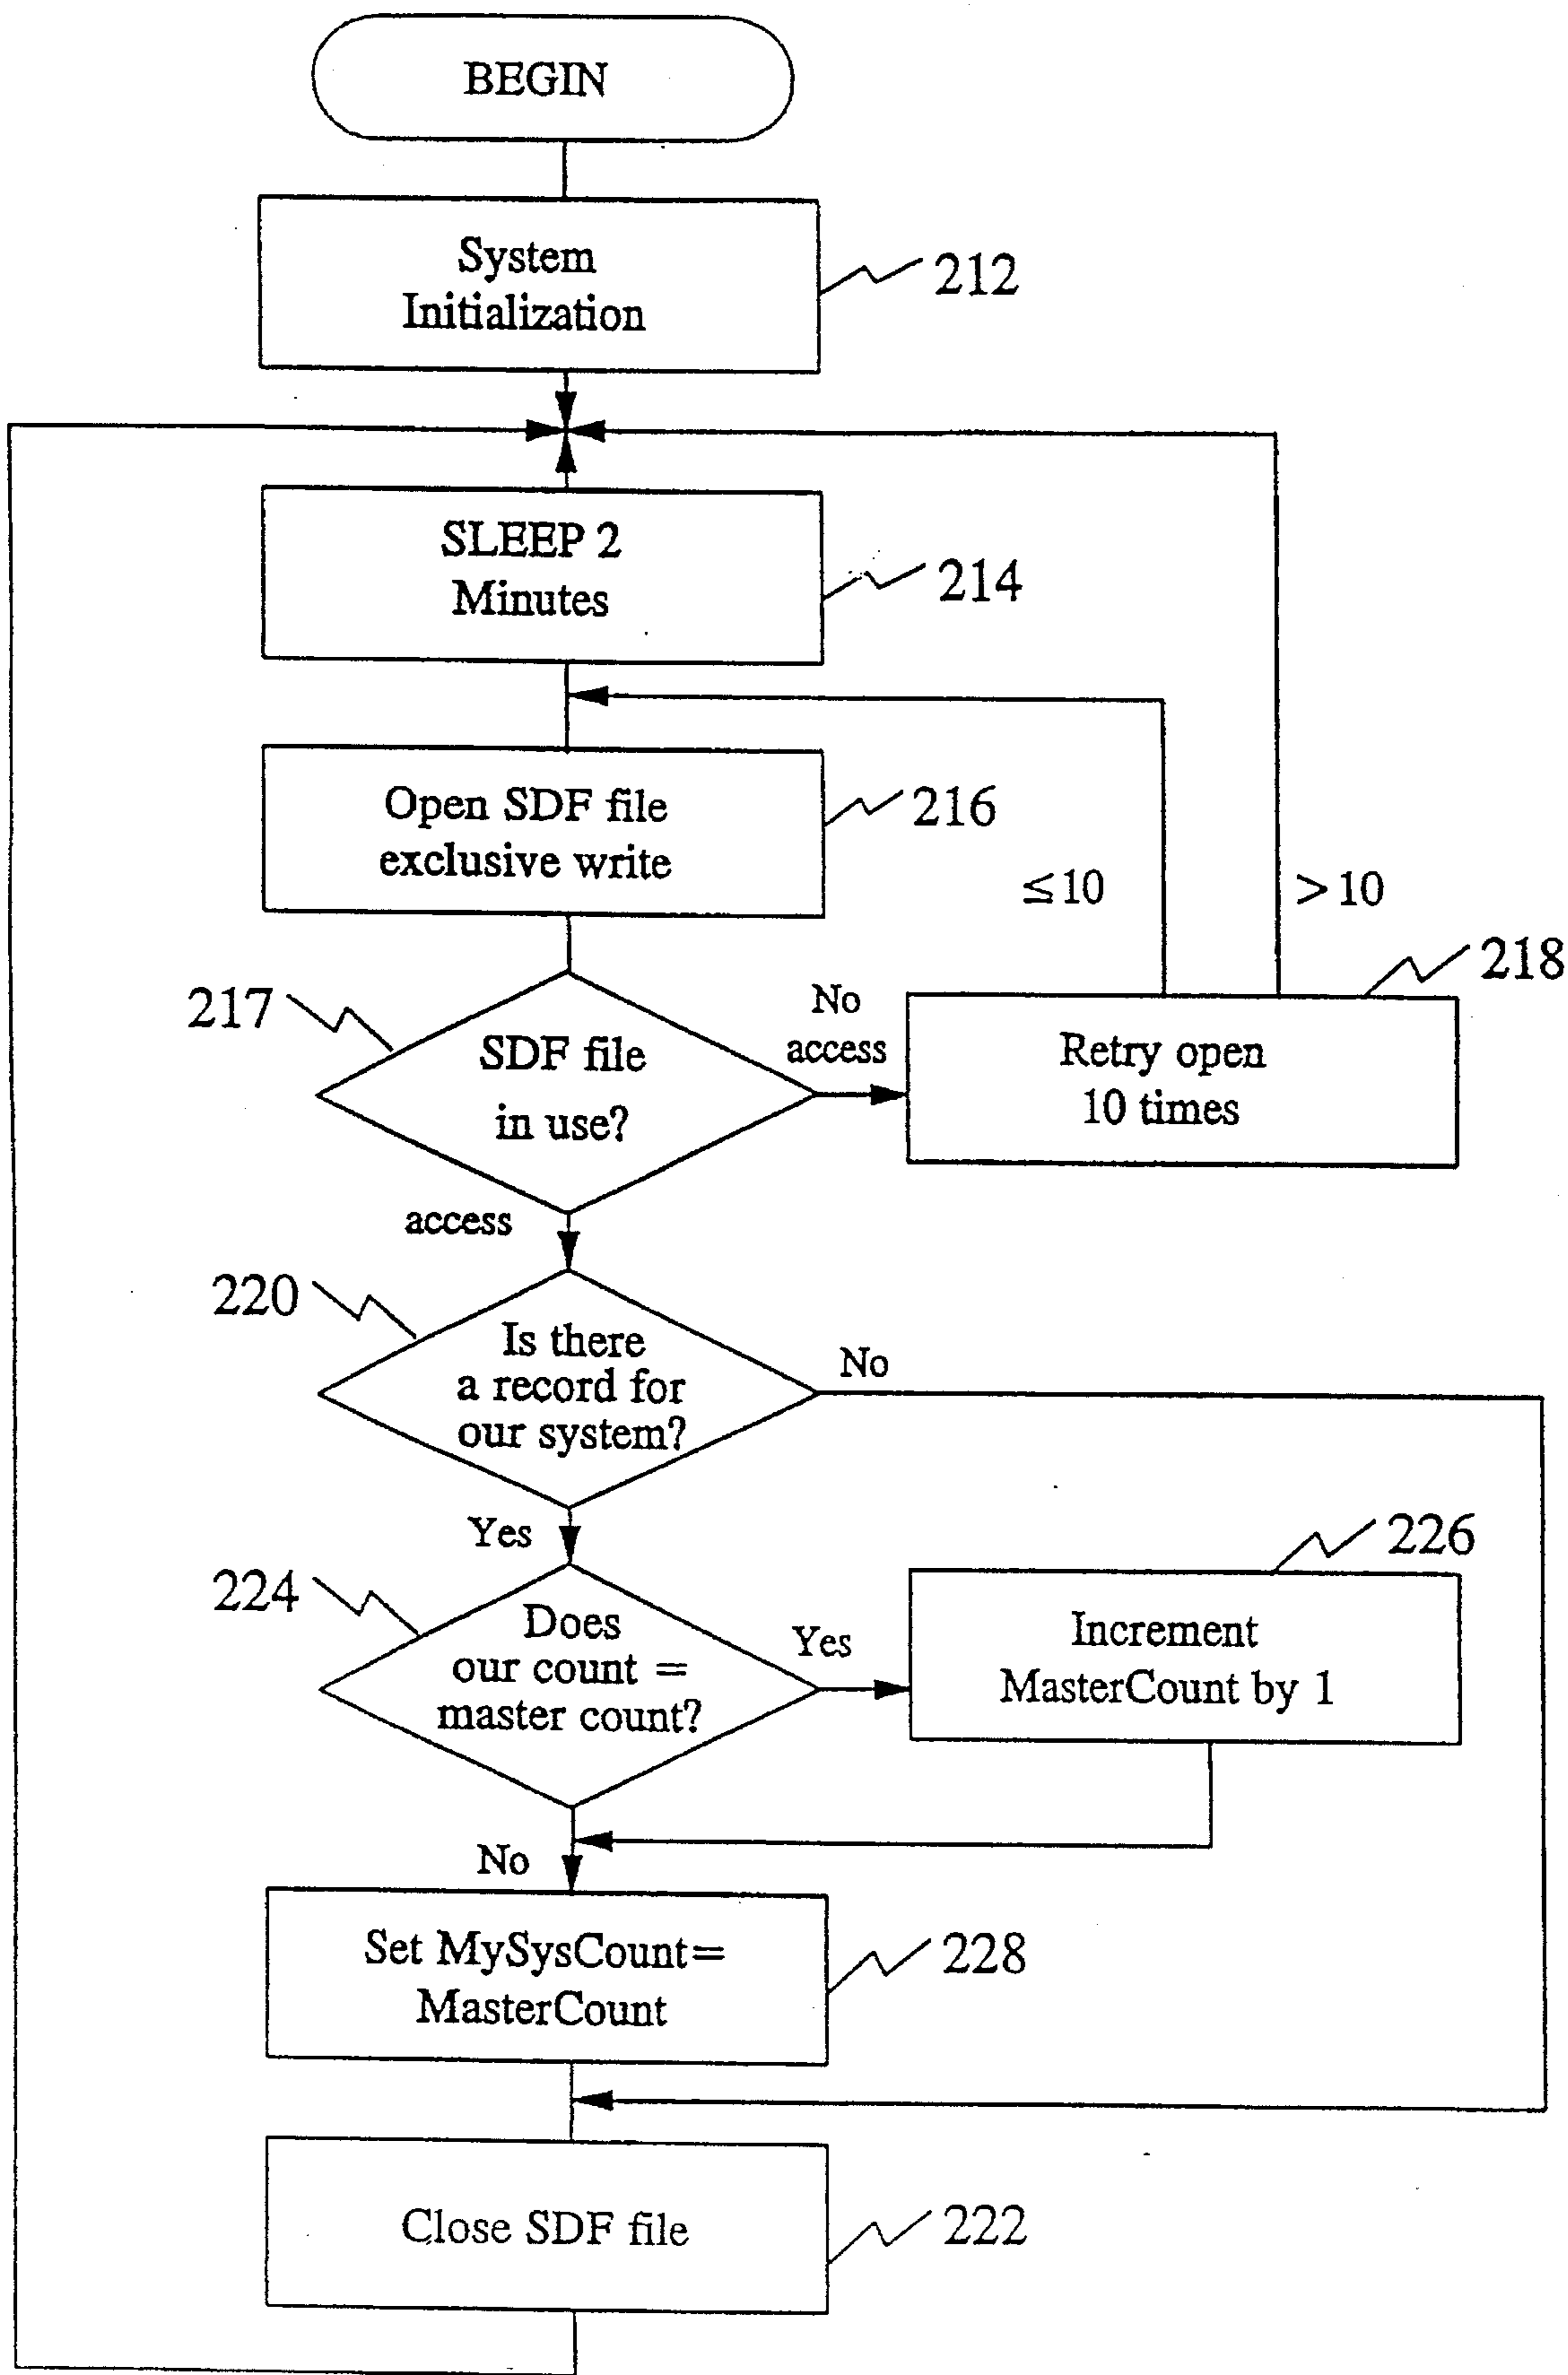 BEGIN
System
Initialization
212
SLEEP 2
Minutes
214
Open SDF file
exclusive write
216
≤10
>10
218
217
SDF file
in use?
No
access
Retry open
10 times
access
220
Is there
a record for
our system?
No
Yes
224
Does
our count =
master count?
Yes
226
Increment
MasterCount by 1
No
Set MySysCount=
MasterCount
228
Close SDF file
222